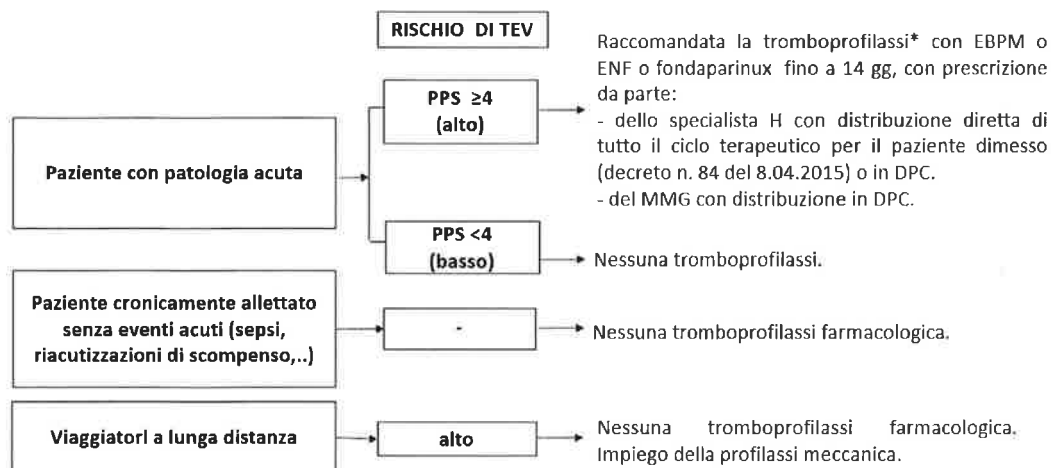 RISCHIO DI TEV
Paziente con patologia acuta
PPS ≥4
(alto)
Raccomandata la tromboprofilassi* con EBPM o
ENF o fondaparinux fino a 14 gg, con prescrizione
da parte:
- dello specialista H con distribuzione diretta di
tutto il ciclo terapeutico per il paziente dimesso
(decreto n. 84 del 8.04.2015) o in DPC.
- del MMG con distribuzione in DPC.
PPS <4
(basso)
Nessuna tromboprofilassi.
Paziente cronicamente allettato
senza eventi acuti (sepsi,
riacutizzazioni di scompenso,..)
-
Nessuna tromboprofilassi farmacologica.
Viaggiatori a lunga distanza
alto
Nessuna tromboprofilassi farmacologica.
Impiego della profilassi meccanica.